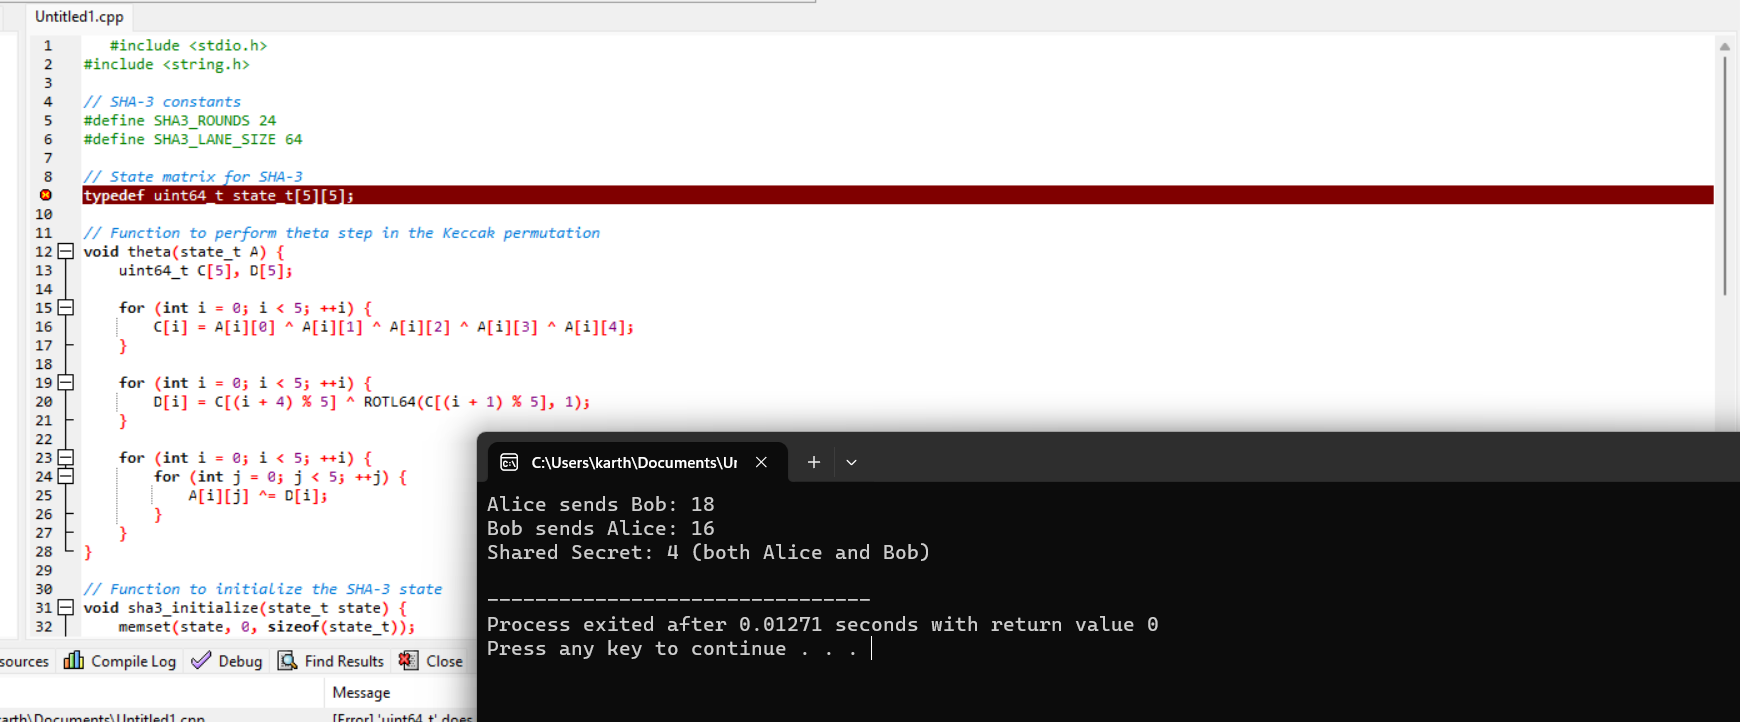 Untitled1.cpp
1 #include <stdio.h>
2 #include <string.h>
3
4 // SHA-3 constants
5 #define SHA3_ROUNDS 24
6 #define SHA3_LANE_SIZE 64
7
8 // State matrix for SHA-3
typedef uint64_t state_t[5][5];
10
11 // Function to perform theta step in the Keccak permutation
12 void theta(state_t A) {
13 uint64_t C[5], D[5];
14
15 for (int i = 0; i < 5; ++i) {
16 C[i] = A[i][0] ^ A[i][1] ^ A[i][2] ^ A[i][3] ^ A[i][4];
17 }
18
19 for (int i = 0; i < 5; ++i) {
20 D[i] = C[(i + 4) % 5] ^ ROTL64(C[(i + 1) % 5], 1);
21 }
22
23 for (int i = 0; i < 5; ++i) {
24 for (int j = 0; j < 5; ++j) {
25 A[i][j] ^= D[i];
26 }
27 }
28 }
29
30 // Function to initialize the SHA-3 state
31 void sha3_initialize(state_t state) {
32 memset(state, 0, sizeof(state_t));
C:\Users\karth\Documents\Ur
Alice sends Bob: 18
Bob sends Alice: 16
Shared Secret: 4 (both Alice and Bob)
--------------------------------
Process exited after 0.01271 seconds with return value 0
Press any key to continue . . .
sources Compile Log Debug Find Results Close
Message
arth\Documents\Untitled1.cpp [Error] 'uint64_t' does